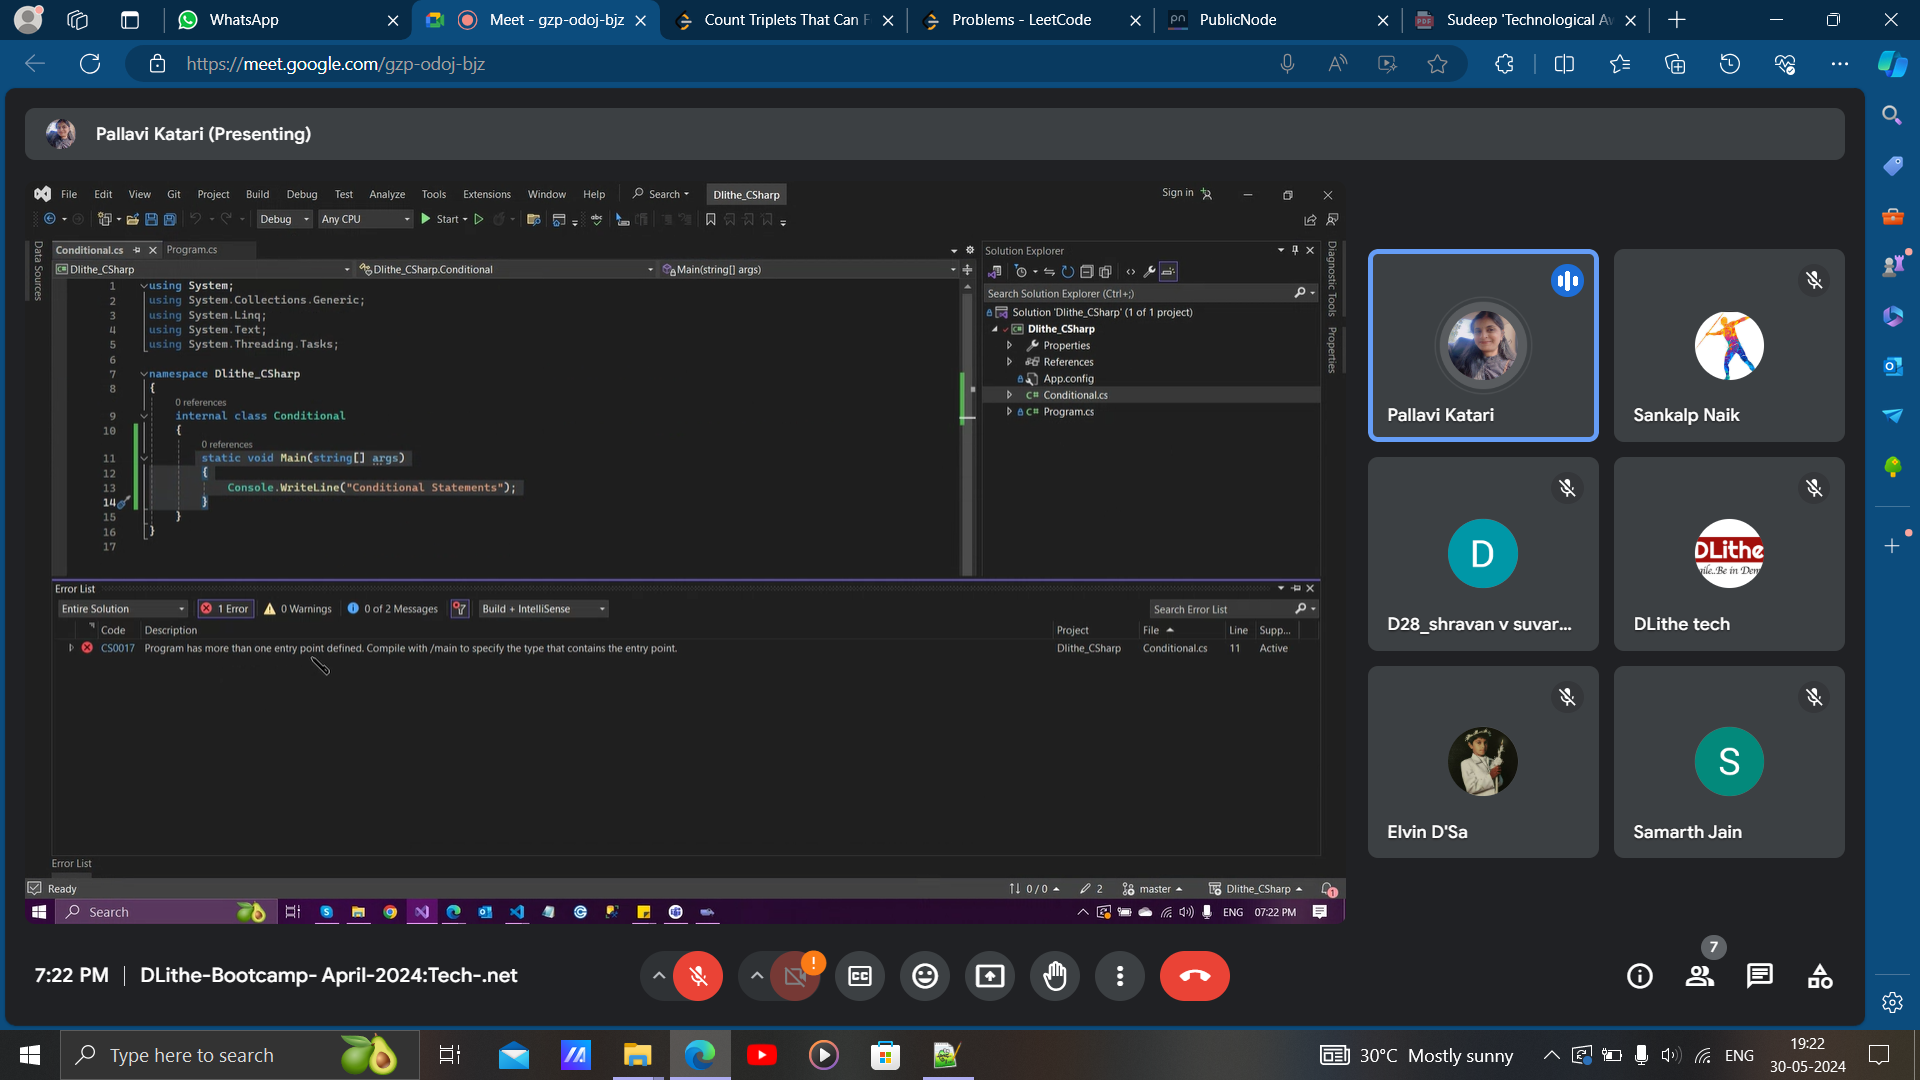 WhatsApp
Meet - gzp-odoj-bjz
Count Triplets That Can F
Problems - LeetCode
PublicNode
Sudeep 'Technological Aw
https://meet.google.com/gzp-odoj-bjz
Pallavi Katari (Presenting)
File Edit View Git Project Build Debug Test Analyze Tools Extensions Window Help Search Dlithe_CSharp Sign in
Debug Any CPU Start
Data Sources
Conditional.cs Program.cs
Dlithe_CSharp Dlithe_CSharp.Conditional Main(string[] args)
1 using System;
2 using System.Collections.Generic;
3 using System.Linq;
4 using System.Text;
5 using System.Threading.Tasks;
6
7 namespace Dlithe_CSharp
8 {
0 references
9 internal class Conditional
10 {
0 references
11 static void Main(string[] args)
12 {
13 Console.WriteLine("Conditional Statements");
14 }
15 }
16 }
17
Solution Explorer
Search Solution Explorer (Ctrl+;)
Solution 'Dlithe_CSharp' (1 of 1 project)
Dlithe_CSharp
Properties
References
App.config
C# Conditional.cs
C# Program.cs
Diagnostic Tools
Properties
Error List
Entire Solution 1 Error 0 Warnings 0 of 2 Messages Build + IntelliSense Search Error List
Code Description Project File Line Supp...
CS0017 Program has more than one entry point defined. Compile with /main to specify the type that contains the entry point. Dlithe_CSharp Conditional.cs 11 Active
Error List
Ready 0 / 0 2 master Dlithe_CSharp 1
Search ENG 07:22 PM
Pallavi Katari
Sankalp Naik
D
D28_shravan v suvar...
DLithe
DLithe tech
Elvin D'Sa
S
Samarth Jain
7:22 PM | DLithe-Bootcamp- April-2024:Tech-.net
CC
7
Type here to search
30°C Mostly sunny
ENG
19:22
30-05-2024